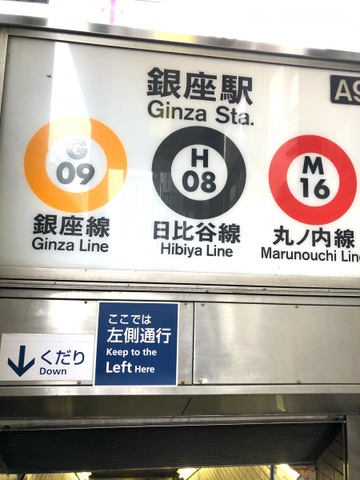 銀座駅
Ginza Sta.
A9
G
09
H
08
M
16
銀座線
日比谷線
丸ノ内線
Ginza Line
Hibiya Line
Marunouchi Line
ここでは
左側通行
Keep to the
Left Here
くだり
Down